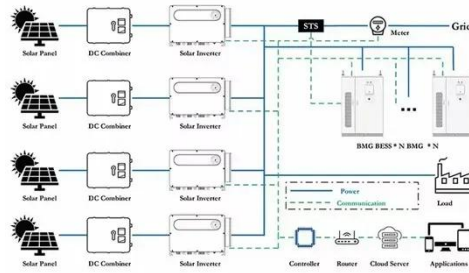 STS
Meter
Grid
Solar Panel
DC Combiner
Solar Inverter
Solar Panel
DC Combiner
Solar Inverter
BMG BESS * N BMG * N
Solar Panel
DC Combiner
Solar Inverter
Power
Communication
Load
Solar Panel
DC Combiner
Solar Inverter
Controller
Router
Cloud Server
Applications